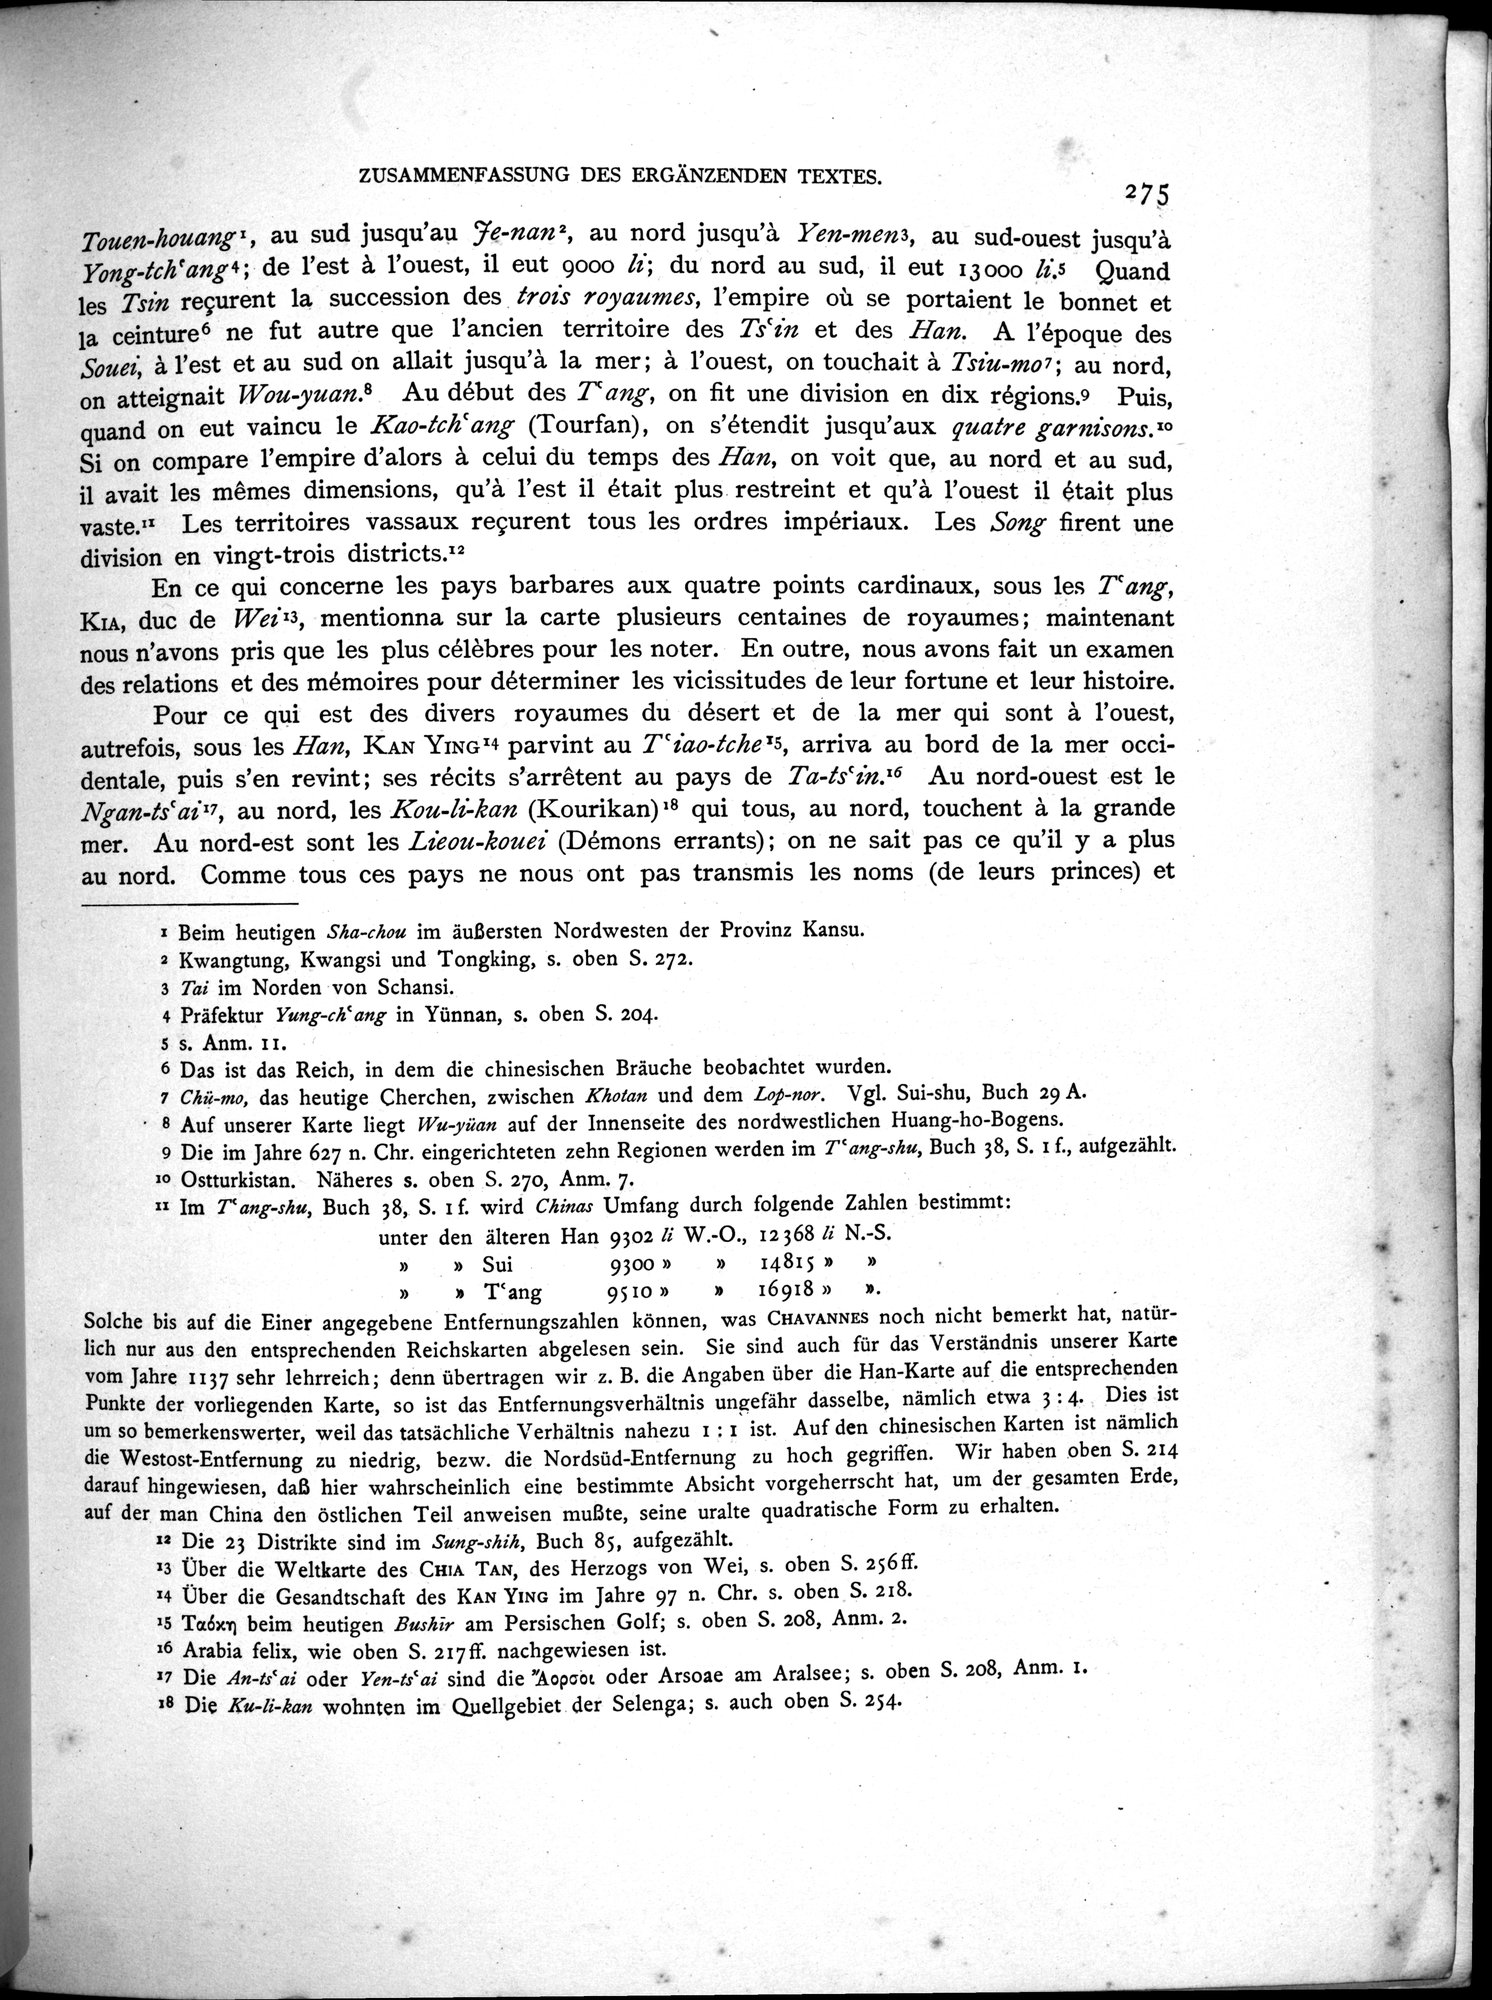 ZUSAMMENFASSUNG DES ERGÄNZENDEN TEXTES.
275
Touen-houang¹, au sud jusqu'au Je-nan², au nord jusqu'à Yen-men³, au sud-ouest jusqu'à
Yong-tchʿang⁴; de l'est à l'ouest, il eut 9000 li; du nord au sud, il eut 13000 li.⁵ Quand
les Tsin reçurent la succession des trois royaumes, l'empire où se portaient le bonnet et
la ceinture⁶ ne fut autre que l'ancien territoire des Tsʿin et des Han. A l'époque des
Souei, à l'est et au sud on allait jusqu'à la mer; à l'ouest, on touchait à Tsiu-mo⁷; au nord,
on atteignait Wou-yuan.⁸ Au début des Tʿang, on fit une division en dix régions.⁹ Puis,
quand on eut vaincu le Kao-tchʿang (Tourfan), on s'étendit jusqu'aux quatre garnisons.¹⁰
Si on compare l'empire d'alors à celui du temps des Han, on voit que, au nord et au sud,
il avait les mêmes dimensions, qu'à l'est il était plus restreint et qu'à l'ouest il était plus
vaste.¹¹ Les territoires vassaux reçurent tous les ordres impériaux. Les Song firent une
division en vingt-trois districts.¹²
En ce qui concerne les pays barbares aux quatre points cardinaux, sous les Tʿang,
KIA, duc de Wei¹³, mentionna sur la carte plusieurs centaines de royaumes; maintenant
nous n'avons pris que les plus célèbres pour les noter. En outre, nous avons fait un examen
des relations et des mémoires pour déterminer les vicissitudes de leur fortune et leur histoire.
Pour ce qui est des divers royaumes du désert et de la mer qui sont à l'ouest,
autrefois, sous les Han, KAN YING¹⁴ parvint au Tʿiao-tche¹⁵, arriva au bord de la mer occi-
dentale, puis s'en revint; ses récits s'arrêtent au pays de Ta-tsʿin.¹⁶ Au nord-ouest est le
Ngan-tsʿai¹⁷, au nord, les Kou-li-kan (Kourikan)¹⁸ qui tous, au nord, touchent à la grande
mer. Au nord-est sont les Lieou-kouei (Démons errants); on ne sait pas ce qu'il y a plus
au nord. Comme tous ces pays ne nous ont pas transmis les noms (de leurs princes) et
1 Beim heutigen Sha-chou im äußersten Nordwesten der Provinz Kansu.
2 Kwangtung, Kwangsi und Tongking, s. oben S. 272.
3 Tai im Norden von Schansi.
4 Präfektur Yung-chʿang in Yünnan, s. oben S. 204.
5 s. Anm. 11.
6 Das ist das Reich, in dem die chinesischen Bräuche beobachtet wurden.
7 Chü-mo, das heutige Cherchen, zwischen Khotan und dem Lop-nor. Vgl. Sui-shu, Buch 29 A.
8 Auf unserer Karte liegt Wu-yüan auf der Innenseite des nordwestlichen Huang-ho-Bogens.
9 Die im Jahre 627 n. Chr. eingerichteten zehn Regionen werden im Tʿang-shu, Buch 38, S. 1 f., aufgezählt.
10 Ostturkistan. Näheres s. oben S. 270, Anm. 7.
11 Im Tʿang-shu, Buch 38, S. 1 f. wird Chinas Umfang durch folgende Zahlen bestimmt:
unter den älteren Han 9302 li W.-O., 12368 li N.-S.
» » Sui 9300 » » 14815 » »
» » Tʿang 9510 » » 16918 » ».
Solche bis auf die Einer angegebene Entfernungszahlen können, was CHAVANNES noch nicht bemerkt hat, natür-
lich nur aus den entsprechenden Reichskarten abgelesen sein. Sie sind auch für das Verständnis unserer Karte
vom Jahre 1137 sehr lehrreich; denn übertragen wir z. B. die Angaben über die Han-Karte auf die entsprechenden
Punkte der vorliegenden Karte, so ist das Entfernungsverhältnis ungefähr dasselbe, nämlich etwa 3 : 4. Dies ist
um so bemerkenswerter, weil das tatsächliche Verhältnis nahezu 1 : 1 ist. Auf den chinesischen Karten ist nämlich
die Westost-Entfernung zu niedrig, bezw. die Nordsüd-Entfernung zu hoch gegriffen. Wir haben oben S. 214
darauf hingewiesen, daß hier wahrscheinlich eine bestimmte Absicht vorgeherrscht hat, um der gesamten Erde,
auf der man China den östlichen Teil anweisen mußte, seine uralte quadratische Form zu erhalten.
12 Die 23 Distrikte sind im Sung-shih, Buch 85, aufgezählt.
13 Über die Weltkarte des CHIA TAN, des Herzogs von Wei, s. oben S. 256ff.
14 Über die Gesandtschaft des KAN YING im Jahre 97 n. Chr. s. oben S. 218.
15 Ταόκη beim heutigen Bushīr am Persischen Golf; s. oben S. 208, Anm. 2.
16 Arabia felix, wie oben S. 217ff. nachgewiesen ist.
17 Die An-tsʿai oder Yen-tsʿai sind die Ἄορσοι oder Arsoae am Aralsee; s. oben S. 208, Anm. 1.
18 Die Ku-li-kan wohnten im Quellgebiet der Selenga; s. auch oben S. 254.